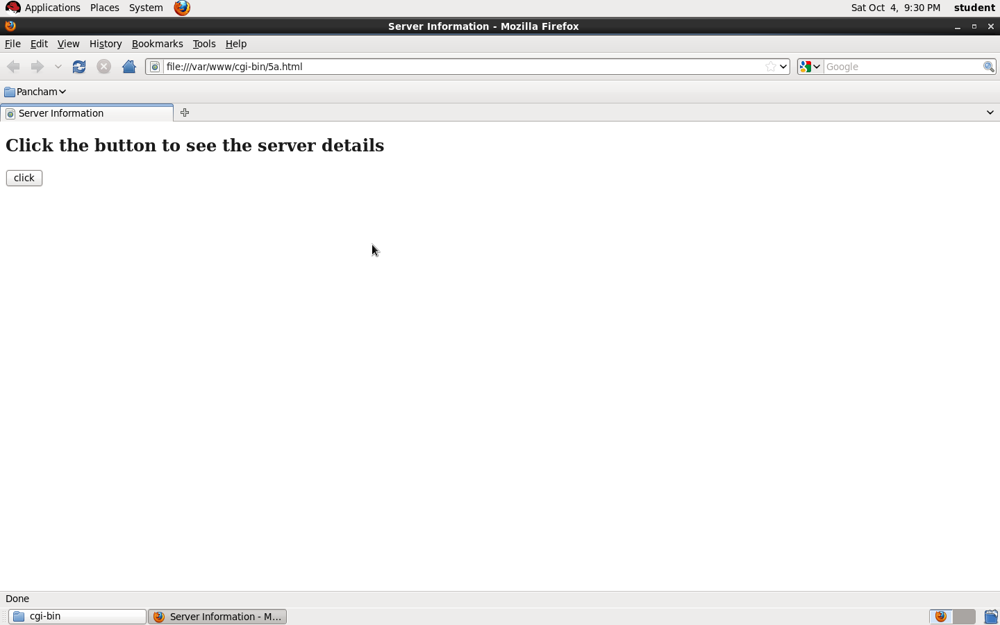 Applications Places System Sat Oct 4, 9:30 PM student
Server Information - Mozilla Firefox
File Edit View History Bookmarks Tools Help
file:///var/www/cgi-bin/5a.html Google
Pancham
Server Information
Click the button to see the server details
click
Done
cgi-bin Server Information - M...